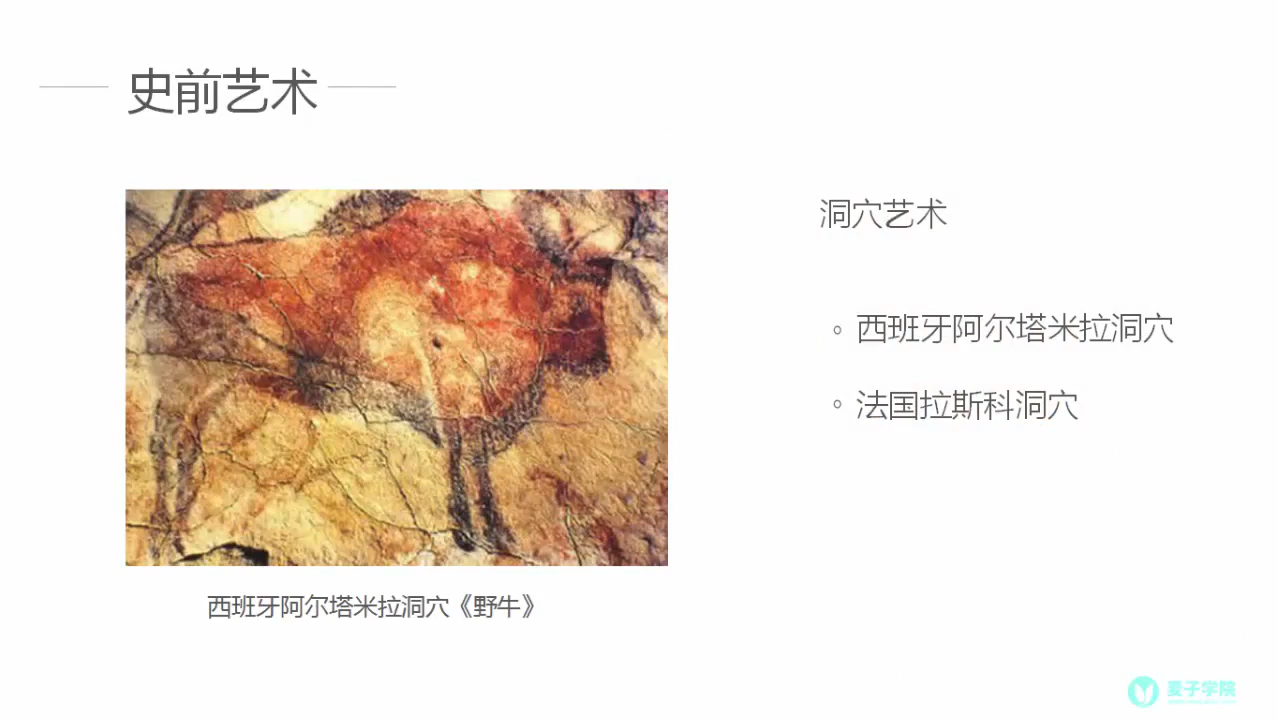 史前艺术
洞穴艺术
西班牙阿尔塔米拉洞穴
法国拉斯科洞穴
西班牙阿尔塔米拉洞穴《野牛》
麦子学院